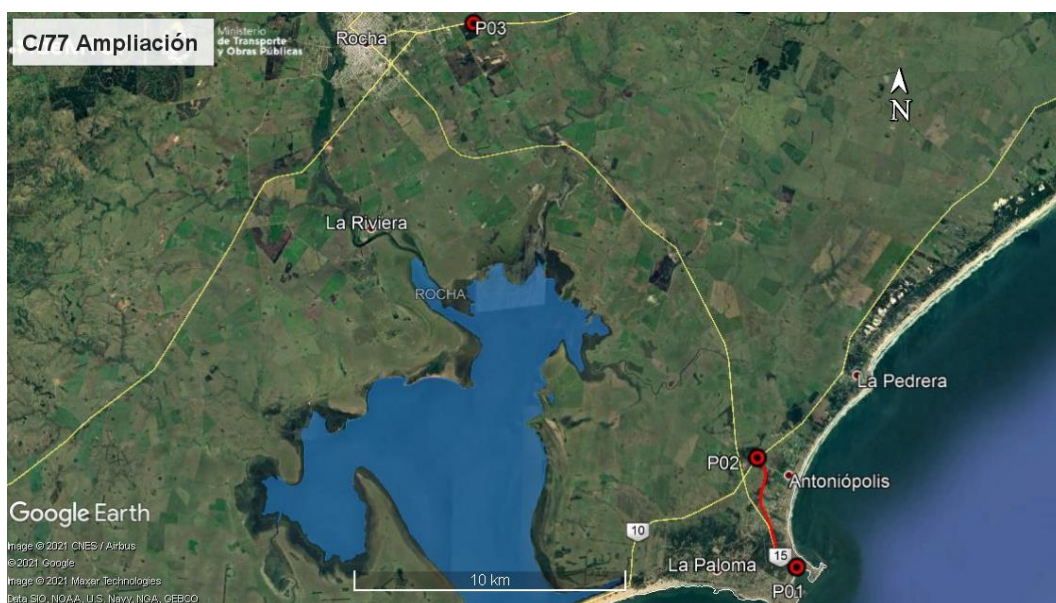 C/77 Ampliación
Ministerio
de Transporte
y Obras Públicas
Rocha
P03
N
La Riviera
ROCHA
La Pedrera
P02
Antoniópolis
Google Earth
10
15
La Paloma
P01
10 km
Image © 2021 CNES / Airbus
© 2021 Google
Image © 2021 Maxar Technologies
Data SIO, NOAA, U.S. Navy, NGA, GEBCO